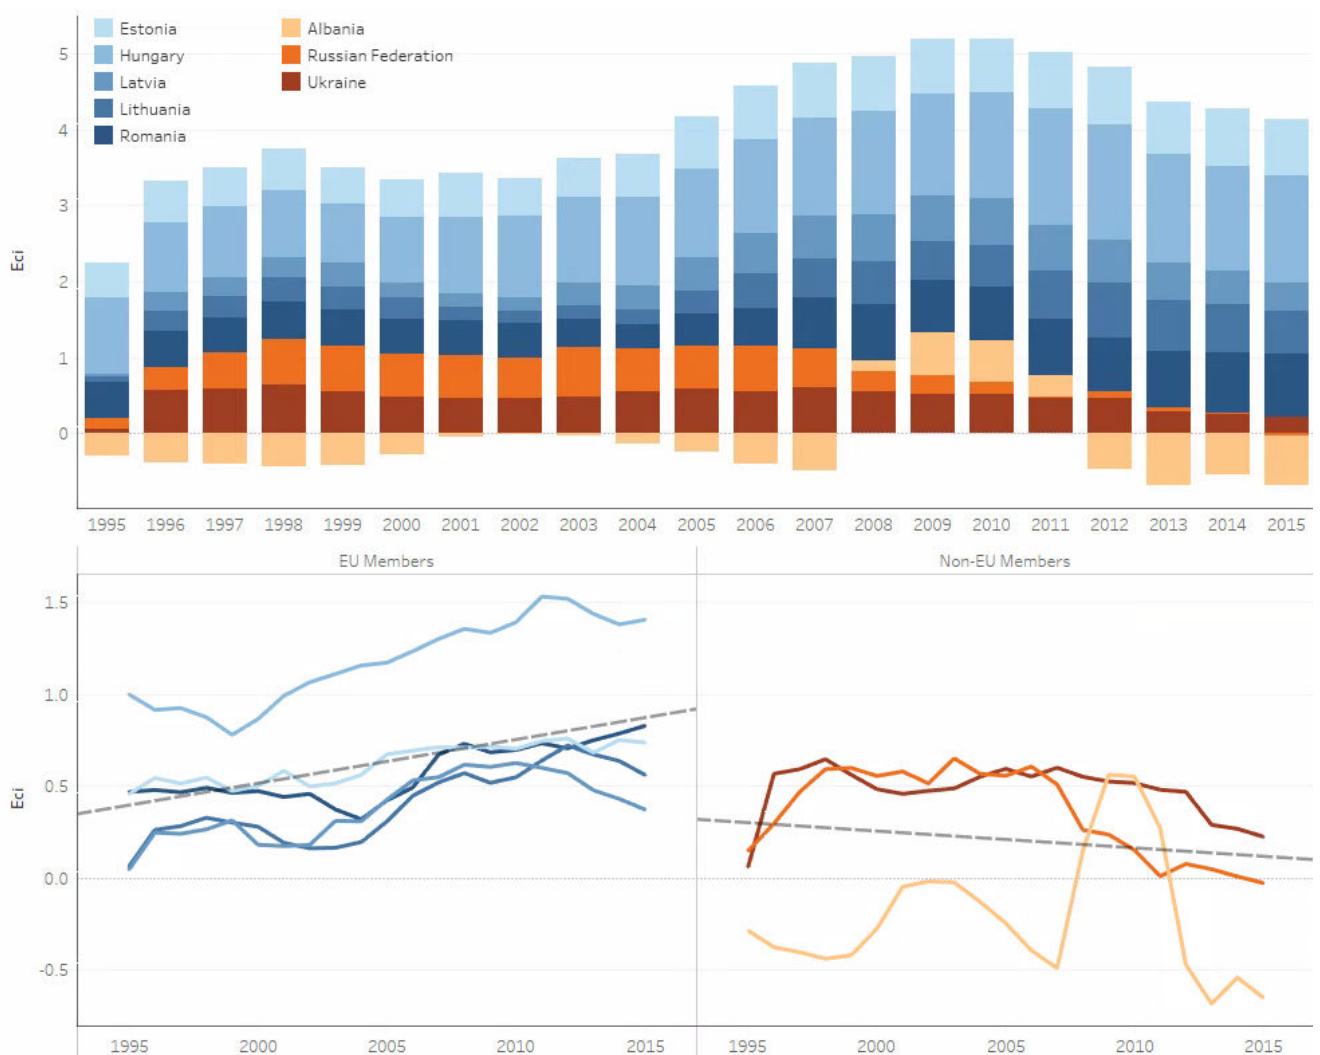 Estonia
Hungary
Latvia
Lithuania
Romania
Albania
Russian Federation
Ukraine
Eci
5
4
3
2
1
0
1995 1996 1997 1998 1999 2000 2001 2002 2003 2004 2005 2006 2007 2008 2009 2010 2011 2012 2013 2014 2015
EU Members Non-EU Members
Eci
1.5
1.0
0.5
0.0
-0.5
1995 2000 2005 2010 2015 1995 2000 2005 2010 2015